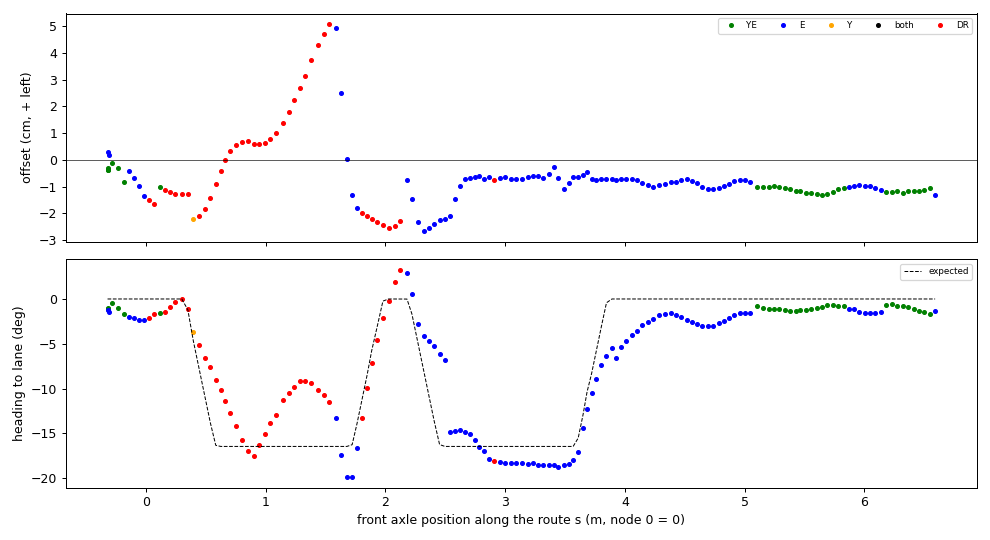 offset (cm, + left)
5
4
3
2
1
0
−1
−2
−3
YE E Y both DR
heading to lane (deg)
0
−5
−10
−15
−20
expected
0 1 2 3 4 5 6
front axle position along the route s (m, node 0 = 0)